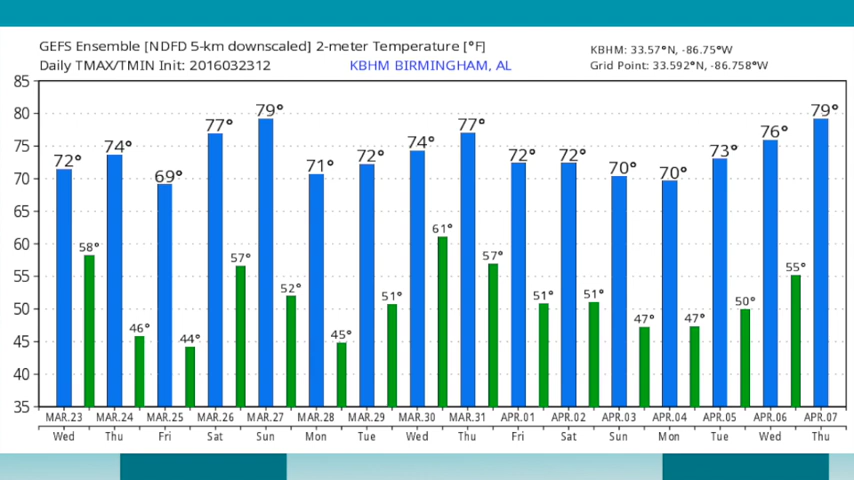 GEFS Ensemble [NDFD 5-km downscaled] 2-meter Temperature [°F]
Daily TMAX/TMIN Init: 2016032312
KBHM BIRMINGHAM, AL
KBHM: 33.57°N, -86.75°W
Grid Point: 33.592°N, -86.758°W
85
80
75
70
65
60
55
50
45
40
35
72° 74° 69° 77° 79° 71° 72° 74° 77° 72° 72° 70° 70° 73° 76° 79°
58° 46° 44° 57° 52° 45° 51° 61° 57° 51° 51° 47° 47° 50° 55°
MAR.23 MAR.24 MAR.25 MAR.26 MAR.27 MAR.28 MAR.29 MAR.30 MAR.31 APR.01 APR.02 APR.03 APR.04 APR.05 APR.06 APR.07
Wed Thu Fri Sat Sun Mon Tue Wed Thu Fri Sat Sun Mon Tue Wed Thu